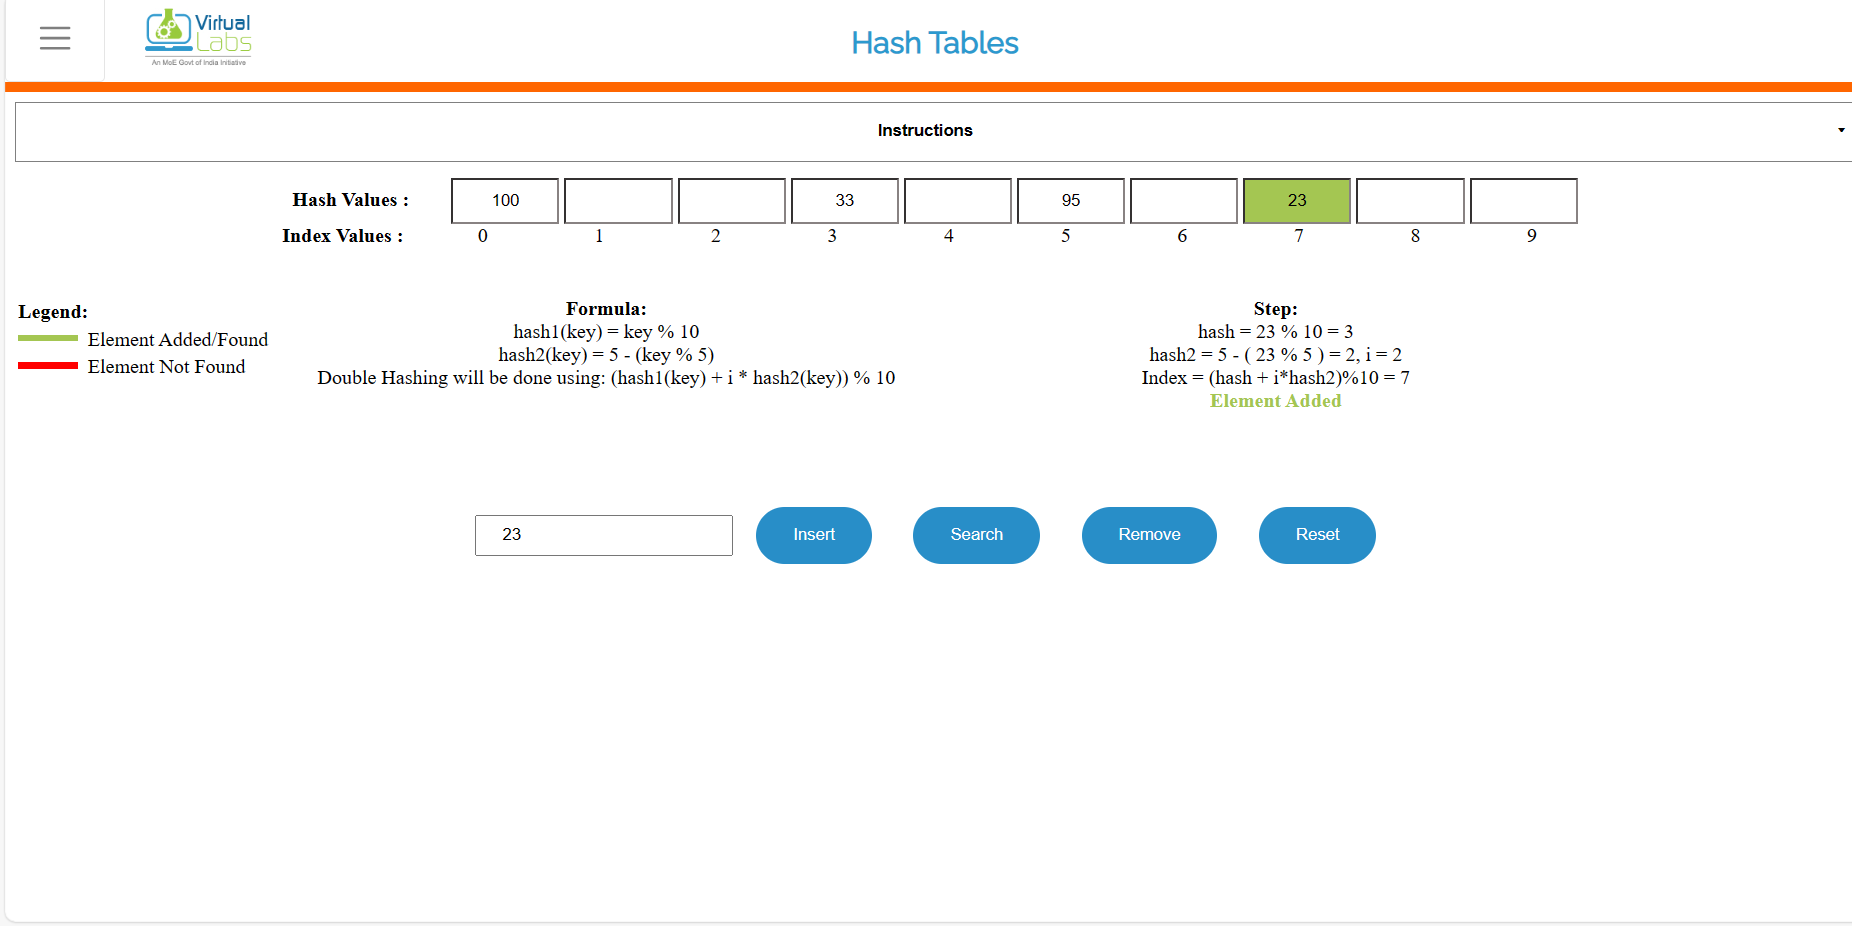 Virtual
Labs
An MoE Govt of India Initiative
Hash Tables
Instructions
Hash Values : 100 33 95 23
Index Values : 0 1 2 3 4 5 6 7 8 9
Legend:
Element Added/Found
Element Not Found
Formula:
hash1(key) = key % 10
hash2(key) = 5 - (key % 5)
Double Hashing will be done using: (hash1(key) + i * hash2(key)) % 10
Step:
hash = 23 % 10 = 3
hash2 = 5 - ( 23 % 5 ) = 2, i = 2
Index = (hash + i*hash2)%10 = 7
Element Added
23 Insert Search Remove Reset